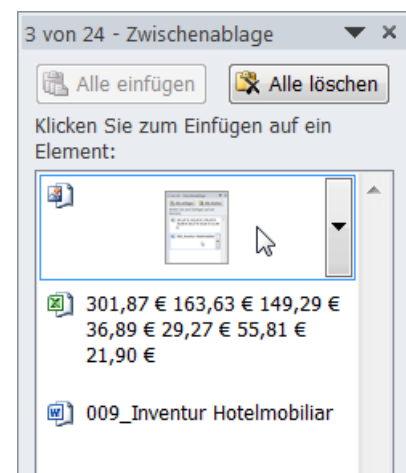 3 von 24 - Zwischenablage
Alle einfügen Alle löschen
Klicken Sie zum Einfügen auf ein
Element:
301,87 € 163,63 € 149,29 €
36,89 € 29,27 € 55,81 €
21,90 €
009_Inventur Hotelmobiliar